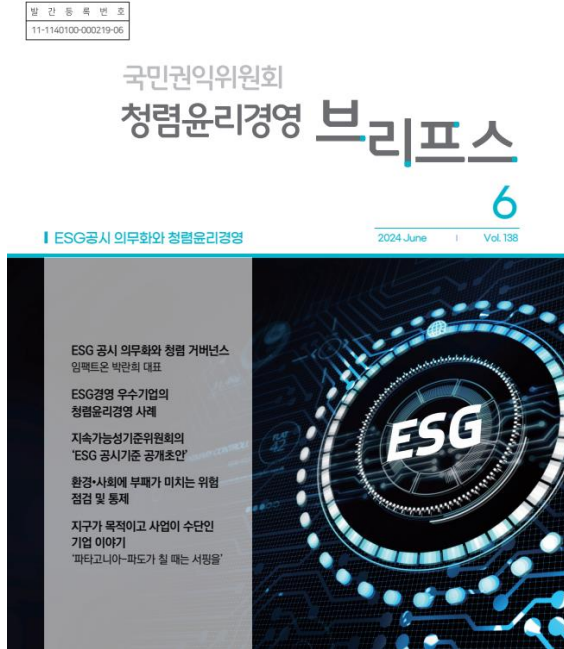 발 간 등 록 번 호
11-1140100-000219-06
국민권익위원회
청렴윤리경영 브리프스
6
ESG공시 의무화와 청렴윤리경영
2024 June
Vol. 138
ESG 공시 의무화와 청렴 거버넌스
임팩트온 박란희 대표
ESG경영 우수기업의
청렴윤리경영 사례
지속가능성기준위원회의
'ESG 공시기준 공개초안'
환경•사회에 부패가 미치는 위험
점검 및 통제
지구가 목적이고 사업이 수단인
기업 이야기
'파타고니아-파도가 칠 때는 서핑을'
ESG